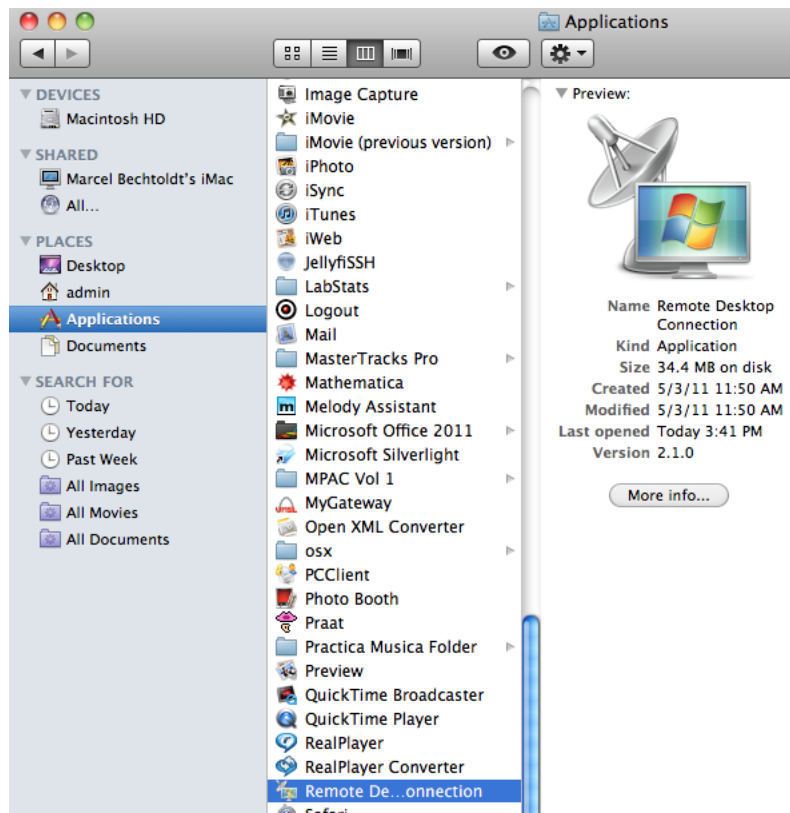 Applications
DEVICES
Macintosh HD
SHARED
Marcel Bechtoldt's iMac
All...
PLACES
Desktop
admin
Applications
Documents
SEARCH FOR
Today
Yesterday
Past Week
All Images
All Movies
All Documents
Image Capture
iMovie
iMovie (previous version)
iPhoto
iSync
iTunes
iWeb
JellyfiSSH
LabStats
Logout
Mail
MasterTracks Pro
Mathematica
Melody Assistant
Microsoft Office 2011
Microsoft Silverlight
MPAC Vol 1
MyGateway
Open XML Converter
osx
PCClient
Photo Booth
Praat
Practica Musica Folder
Preview
QuickTime Broadcaster
QuickTime Player
RealPlayer
RealPlayer Converter
Remote De...onnection
Safari
Preview:
Name Remote Desktop
Connection
Kind Application
Size 34.4 MB on disk
Created 5/3/11 11:50 AM
Modified 5/3/11 11:50 AM
Last opened Today 3:41 PM
Version 2.1.0
More info...